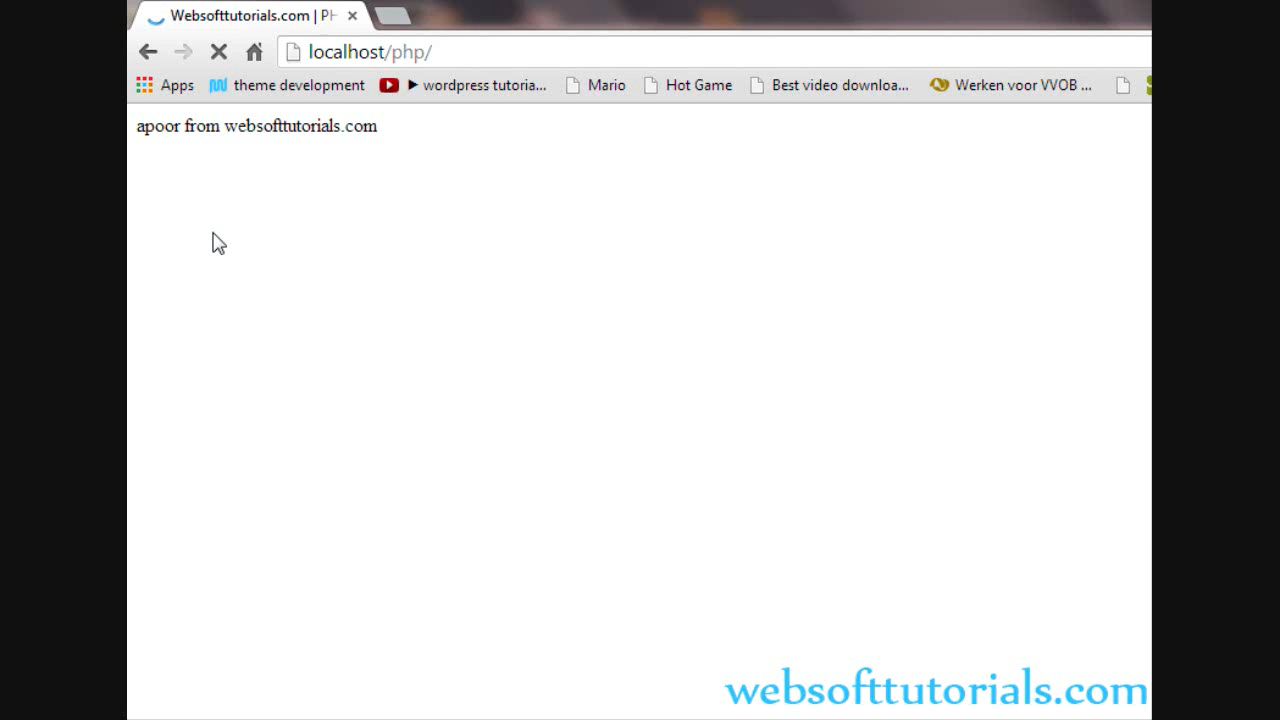 Websofttutorials.com | PH
localhost/php/
Apps theme development ► wordpress tutoria... Mario Hot Game Best video downloa... Werken voor VVOB ...
apoor from websofttutorials.com
websofttutorials.com